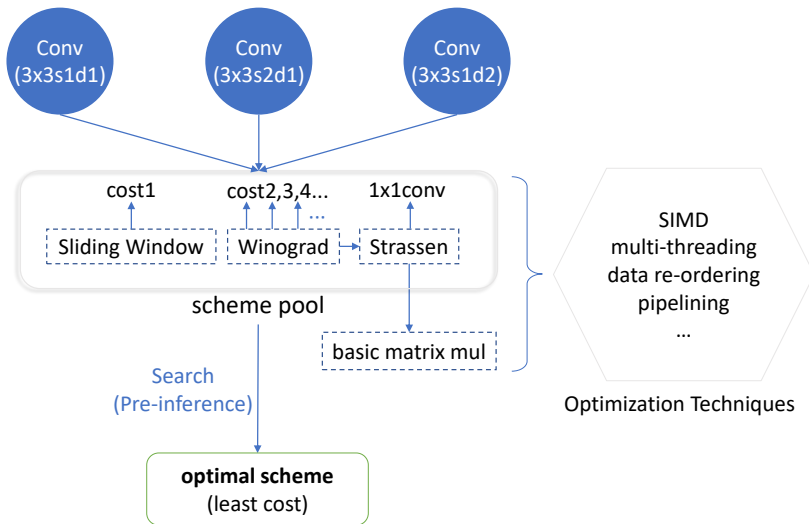 Conv
(3x3s1d1)
Conv
(3x3s2d1)
Conv
(3x3s1d2)
cost1
cost2,3,4...
1x1conv
...
Sliding Window
Winograd
Strassen
scheme pool
basic matrix mul
SIMD
multi-threading
data re-ordering
pipelining
...
Optimization Techniques
Search
(Pre-inference)
optimal scheme
(least cost)